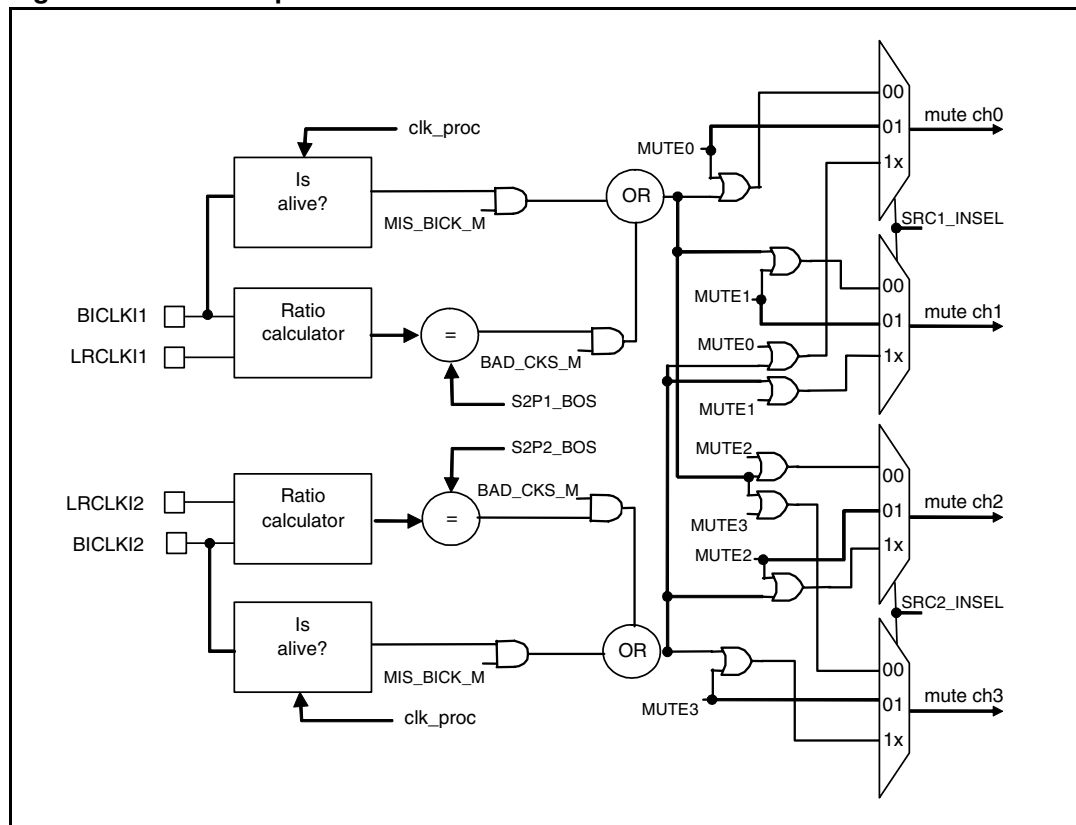 clk_proc
Is
alive?
MIS_BICK_M
OR
MUTE0
00
01
1x
mute ch0
SRC1_INSEL
BICLKI1
LRCLKI1
Ratio
calculator
=
BAD_CKS_M
S2P1_BOS
MUTE1
MUTE0
MUTE1
00
01
1x
mute ch1
S2P2_BOS
LRCLKI2
BICLKI2
Ratio
calculator
=
BAD_CKS_M
MUTE2
MUTE3
MUTE2
00
01
1x
mute ch2
SRC2_INSEL
Is
alive?
MIS_BICK_M
OR
clk_proc
MUTE3
00
01
1x
mute ch3